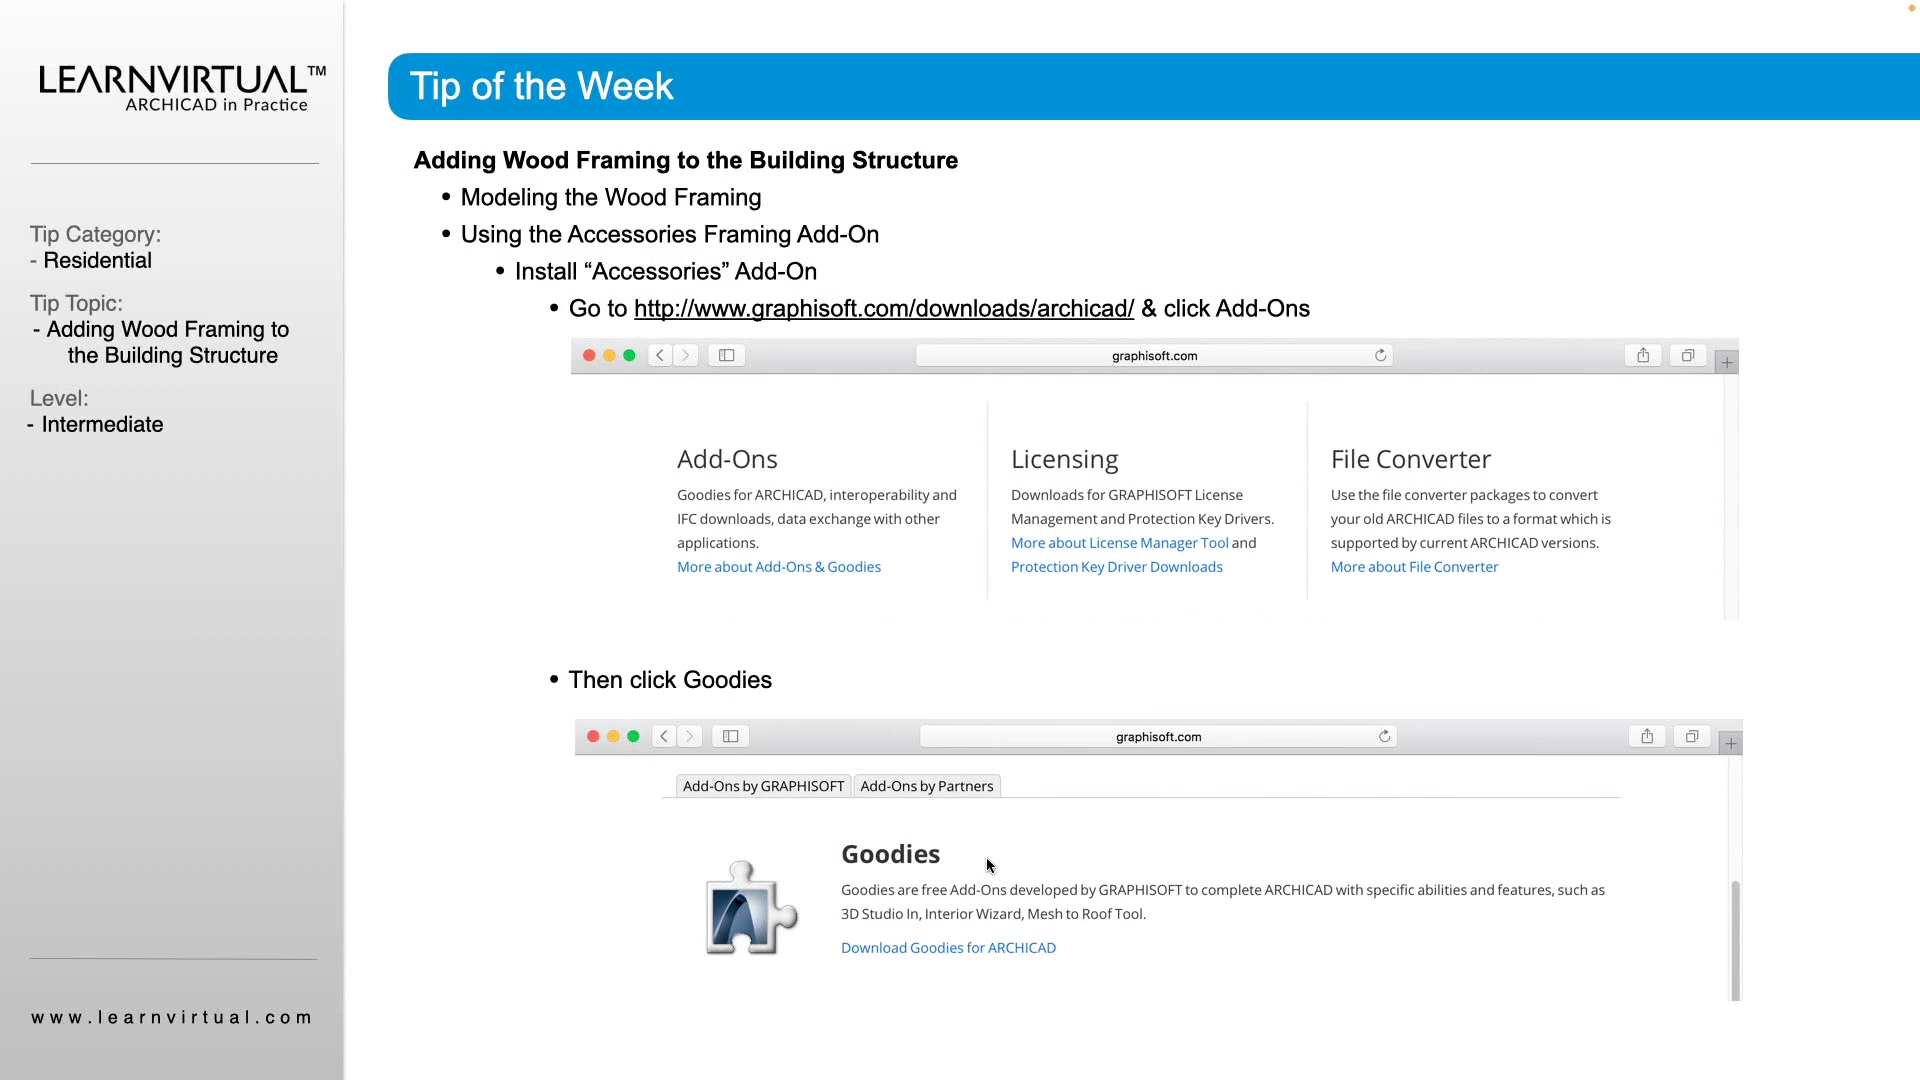 LEARNVIRTUAL™
ARCHICAD in Practice
Tip Category:
- Residential
Tip Topic:
- Adding Wood Framing to
the Building Structure
Level:
- Intermediate
www.learnvirtual.com
Tip of the Week
Adding Wood Framing to the Building Structure
• Modeling the Wood Framing
• Using the Accessories Framing Add-On
• Install “Accessories” Add-On
• Go to http://www.graphisoft.com/downloads/archicad/ & click Add-Ons
graphisoft.com
Add-Ons
Goodies for ARCHICAD, interoperability and
IFC downloads, data exchange with other
applications.
More about Add-Ons & Goodies
Licensing
Downloads for GRAPHISOFT License
Management and Protection Key Drivers.
More about License Manager Tool and
Protection Key Driver Downloads
File Converter
Use the file converter packages to convert
your old ARCHICAD files to a format which is
supported by current ARCHICAD versions.
More about File Converter
• Then click Goodies
graphisoft.com
Add-Ons by GRAPHISOFT Add-Ons by Partners
Goodies
Goodies are free Add-Ons developed by GRAPHISOFT to complete ARCHICAD with specific abilities and features, such as
3D Studio In, Interior Wizard, Mesh to Roof Tool.
Download Goodies for ARCHICAD